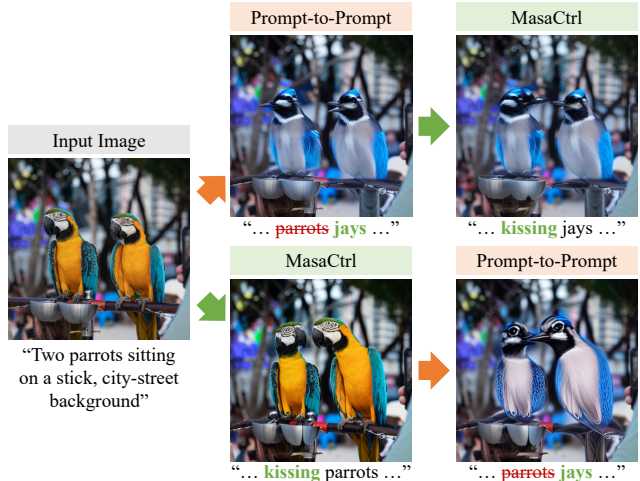 Prompt-to-Prompt
MasaCtrl
Input Image
“… parrots jays …”
“… kissing jays …”
MasaCtrl
Prompt-to-Prompt
“Two parrots sitting
on a stick, city-street
background”
“… kissing parrots …”
“… parrots jays …”